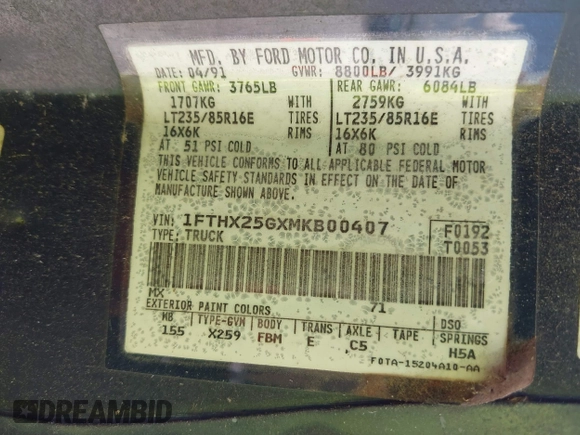 MFD. BY FORD MOTOR CO. IN U.S.A.
DATE: 04/91 GVWR: 8800LB/ 3991KG
FRONT GAWR: 3765LB REAR GAWR: 6084LB
1707KG WITH 2759KG WITH
LT235/85R16E TIRES LT235/85R16E TIRES
16X6K RIMS 16X6K RIMS
AT 51 PSI COLD AT 80 PSI COLD
THIS VEHICLE CONFORMS TO ALL APPLICABLE FEDERAL MOTOR
VEHICLE SAFETY STANDARDS IN EFFECT ON THE DATE OF
MANUFACTURE SHOWN ABOVE.
VIN: 1FTHX25GXMKB00407 F0192
TYPE: TRUCK T0053
MX 71
EXTERIOR PAINT COLORS DSO
WB TYPE-GVM BODY TRANS AXLE TAPE SPRINGS
155 X259 FBM E C5 H5A
F0TA-15204A10-AA
DREAMBID